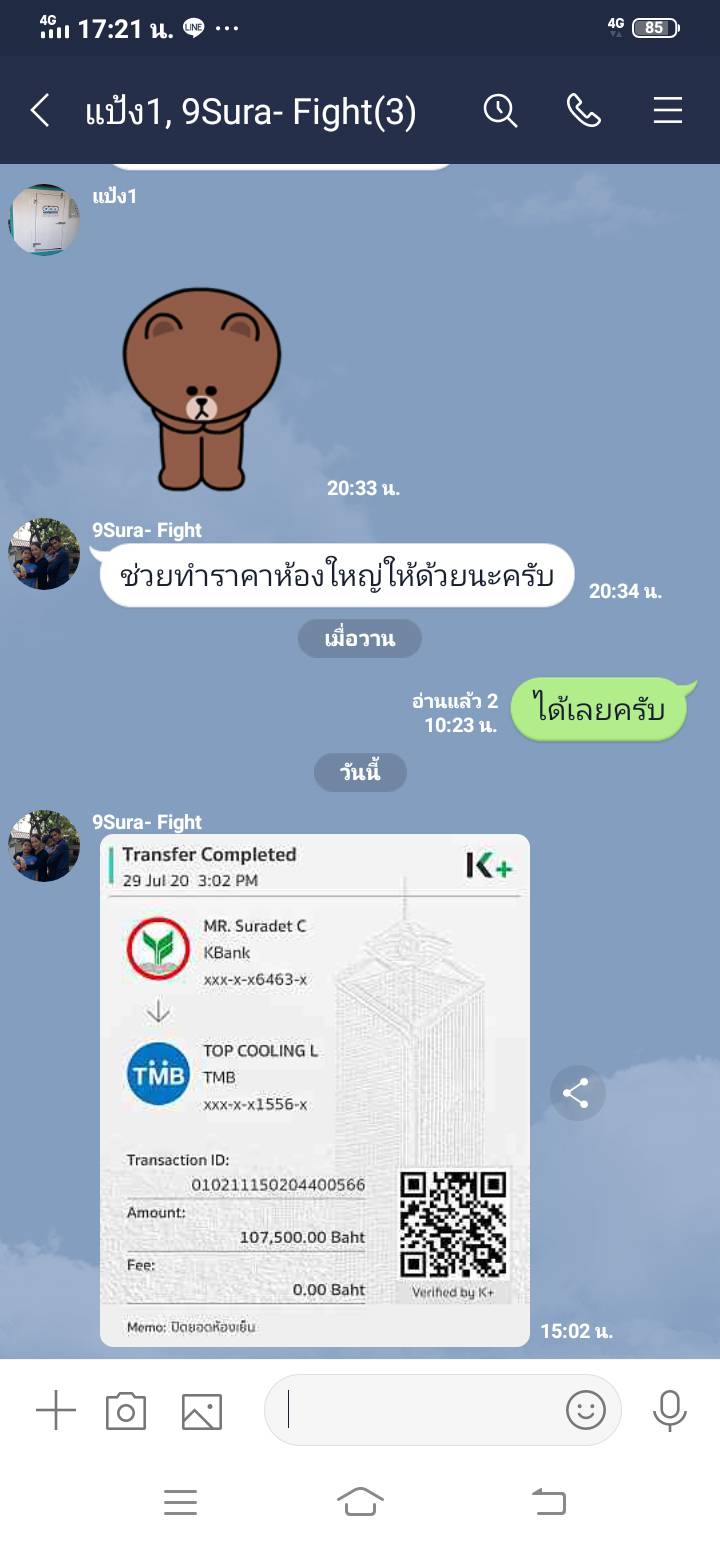 4G 17:21 น. LINE ... 4G 85
แป้ง1, 9Sura- Fight(3)
แป้ง1
20:33 น.
9Sura- Fight
ช่วยทำราคาห้องใหญ่ให้ด้วยนะครับ
20:34 น.
เมื่อวาน
อ่านแล้ว 2
10:23 น.
ได้เลยครับ
วันนี้
9Sura- Fight
Transfer Completed
K+
29 Jul 20 3:02 PM
MR. Suradet C
KBank
xxx-x-x6463-x
TOP COOLING L
TMB
TMB
xxx-x-x1556-x
Transaction ID:
010211150204400566
Amount:
107,500.00 Baht
Fee:
0.00 Baht
Verified by K+
Memo: ปิดยอดห้องเย็น
15:02 น.